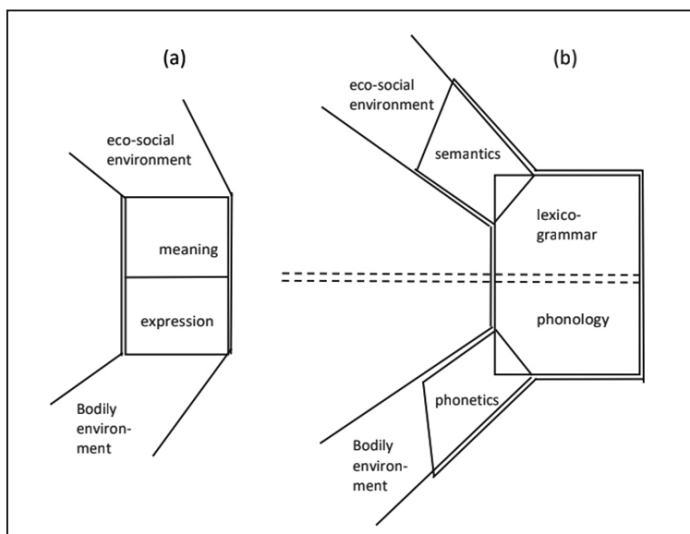 (a)
eco-social
environment
meaning
expression
Bodily
environ-
ment
(b)
eco-social
environment
semantics
lexico-
grammar
phonology
phonetics
Bodily
environ-
ment